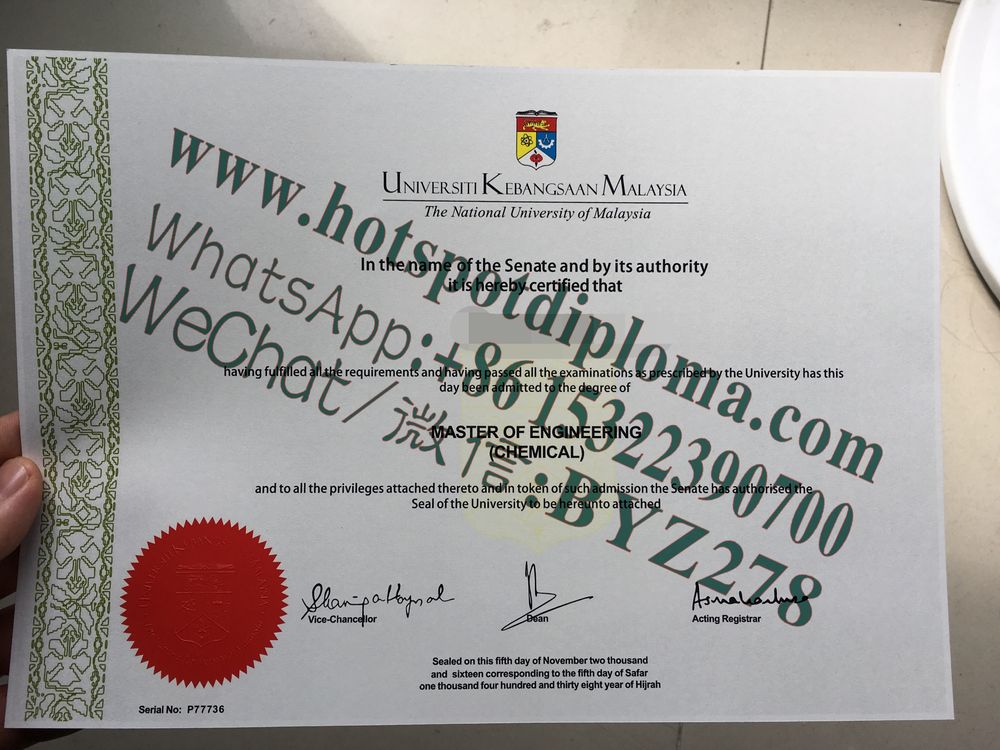 UNIVERSITI KEBANGSAAN MALAYSIA
The National University of Malaysia
In the name of the Senate and by its authority
it is hereby certified that
having fulfilled all the requirements and having passed all the examinations as prescribed by the University has this
day been admitted to the degree of
MASTER OF ENGINEERING
(CHEMICAL)
and to all the privileges attached thereto and in token of such admission the Senate has authorised the
Seal of the University to be hereunto attached
Vice-Chancellor
Dean
Acting Registrar
Sealed on this fifth day of November two thousand
and sixteen corresponding to the fifth day of Safar
one thousand four hundred and thirty eight year of Hijrah
Serial No: P77736
www.hotspotdiploma.com
WhatsApp:+86 15322390700
WeChat/微信:BYZ278